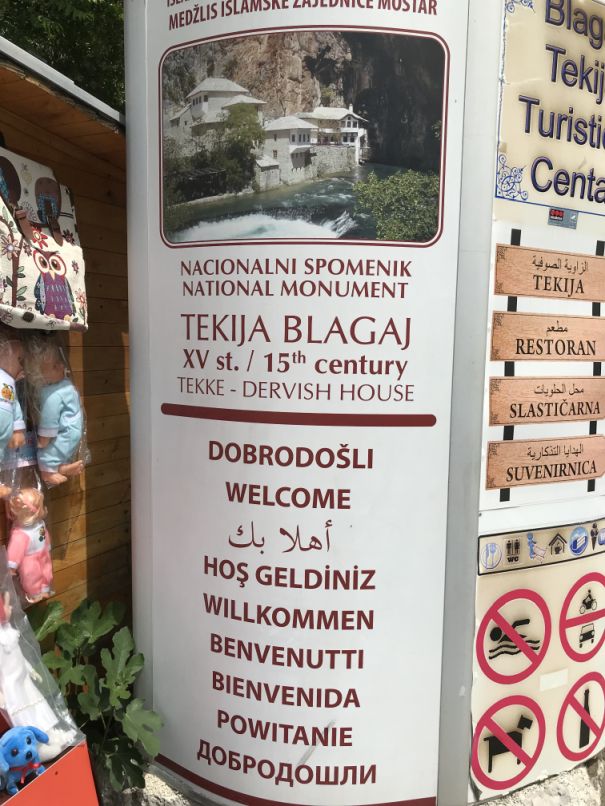 MEDŽLIS ISLAMSKE ZAJEDNICE MOSTAR
NACIONALNI SPOMENIK
NATIONAL MONUMENT
TEKIJA BLAGAJ
XV st. / 15th century
TEKKE - DERVISH HOUSE
DOBRODOŠLI
WELCOME
أهلا بك
HOŞ GELDİNİZ
WILLKOMMEN
BENVENUTTI
BIENVENIDA
POWITANIE
ДОБРОДОШЛИ
Blag
Tekij
Turistic
Centa
الزاوية الصوفية
TEKIJA
مطعم
RESTORAN
محل الحلويات
SLASTIČARNA
الهدايا التذكارية
SUVENIRNICA
WC